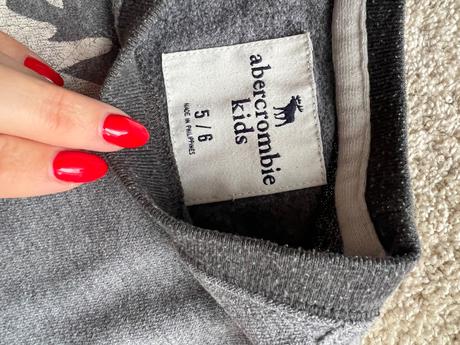 abercrombie
kids
5/6
MADE IN PHILIPPINES